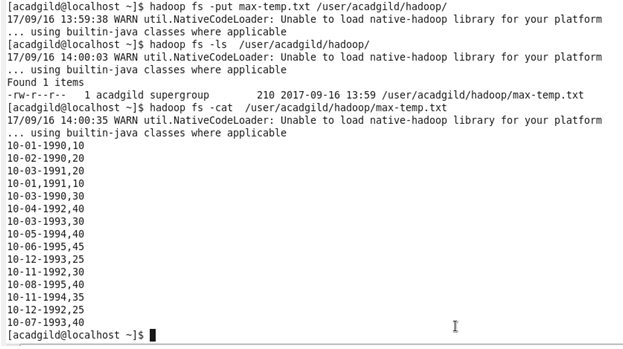 [acadgild@localhost ~]$ hadoop fs -put max-temp.txt /user/acadgild/hadoop/
17/09/16 13:59:38 WARN util.NativeCodeLoader: Unable to load native-hadoop library for your platform
... using builtin-java classes where applicable
[acadgild@localhost ~]$ hadoop fs -ls  /user/acadgild/hadoop/
17/09/16 14:00:03 WARN util.NativeCodeLoader: Unable to load native-hadoop library for your platform
... using builtin-java classes where applicable
Found 1 items
-rw-r--r--   1 acadgild supergroup        210 2017-09-16 13:59 /user/acadgild/hadoop/max-temp.txt
[acadgild@localhost ~]$ hadoop fs -cat  /user/acadgild/hadoop/max-temp.txt
17/09/16 14:00:35 WARN util.NativeCodeLoader: Unable to load native-hadoop library for your platform
... using builtin-java classes where applicable
10-01-1990,10
10-02-1990,20
10-03-1991,20
10-01,1991,10
10-03-1990,30
10-04-1992,40
10-03-1993,30
10-05-1994,40
10-06-1995,45
10-12-1993,25
10-11-1992,30
10-08-1995,40
10-11-1994,35
10-12-1992,25
10-07-1993,40
[acadgild@localhost ~]$